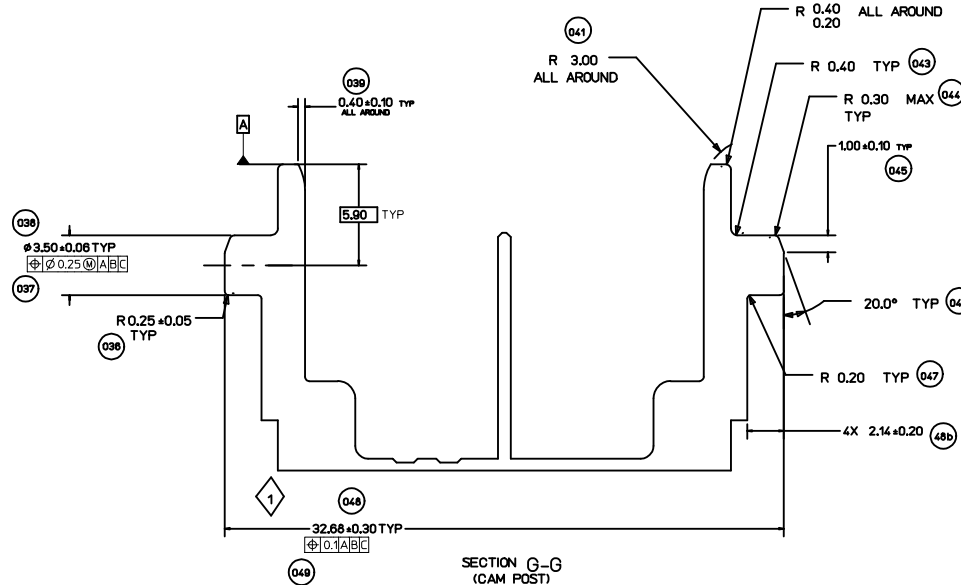 R 0.40 ALL AROUND
0.20
041
R 3.00
ALL AROUND
R 0.40 TYP 043
039
0.40±0.10 TYP
ALL AROUND
R 0.30 MAX 044
TYP
A
1.00±0.10 TYP
045
5.90 TYP
036
Ø3.50±0.06 TYP
⌖ Ø 0.25 Ⓜ A B C
037
R 0.25 ±0.05
TYP
036
20.0° TYP
R 0.20 TYP 047
4X 2.14±0.20 48b
1
048
32.68±0.30 TYP
⌖ 0.1 A B C
049
SECTION G-G
(CAM POST)